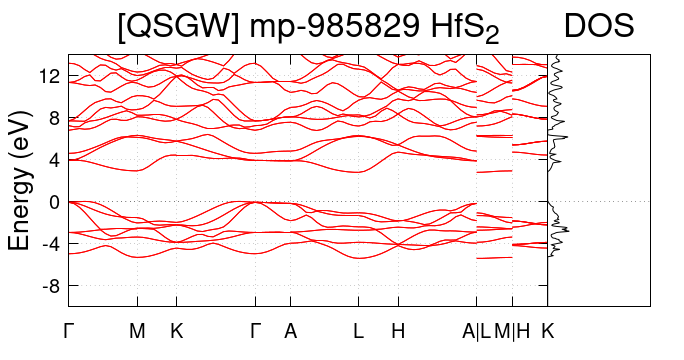 [QSGW] mp-985829 HfS2 DOS
Energy (eV)
12
8
4
0
-4
-8
Γ M K Γ A L H A|L M|H K